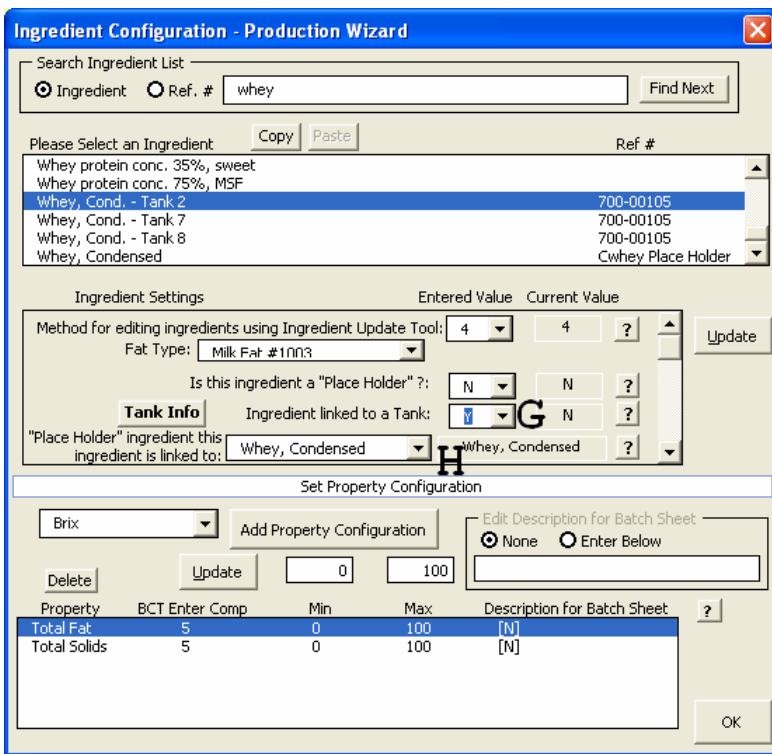 Ingredient Configuration - Production Wizard
Search Ingredient List
Ingredient Ref. # whey Find Next
Please Select an Ingredient Copy Paste Ref #
Whey protein conc. 35%, sweet
Whey protein conc. 75%, MSF
Whey, Cond. - Tank 2 700-00105
Whey, Cond. - Tank 7 700-00105
Whey, Cond. - Tank 8 700-00105
Whey, Condensed Cwhey Place Holder
Ingredient Settings Entered Value Current Value
Method for editing ingredients using Ingredient Update Tool: 4 4 ? Update
Fat Type: Milk Fat #1003
Is this ingredient a "Place Holder" ?: N N ?
Tank Info Ingredient linked to a Tank: Y G N ?
"Place Holder" ingredient this
ingredient is linked to: Whey, Condensed H Whey, Condensed ?
Set Property Configuration
Brix Add Property Configuration Edit Description for Batch Sheet
None Enter Below
Delete Update 0 100
Property BCT Enter Comp Min Max Description for Batch Sheet ?
Total Fat 5 0 100 [N]
Total Solids 5 0 100 [N]
OK